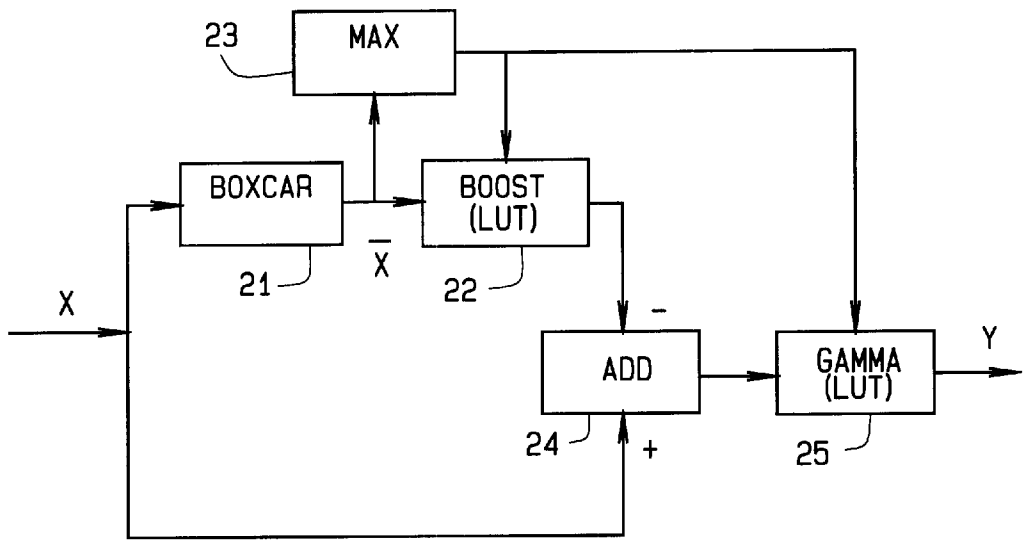 23
MAX
BOXCAR
BOOST
(LUT)
X̅
21
22
X
−
Y
ADD
GAMMA
(LUT)
24
+
25